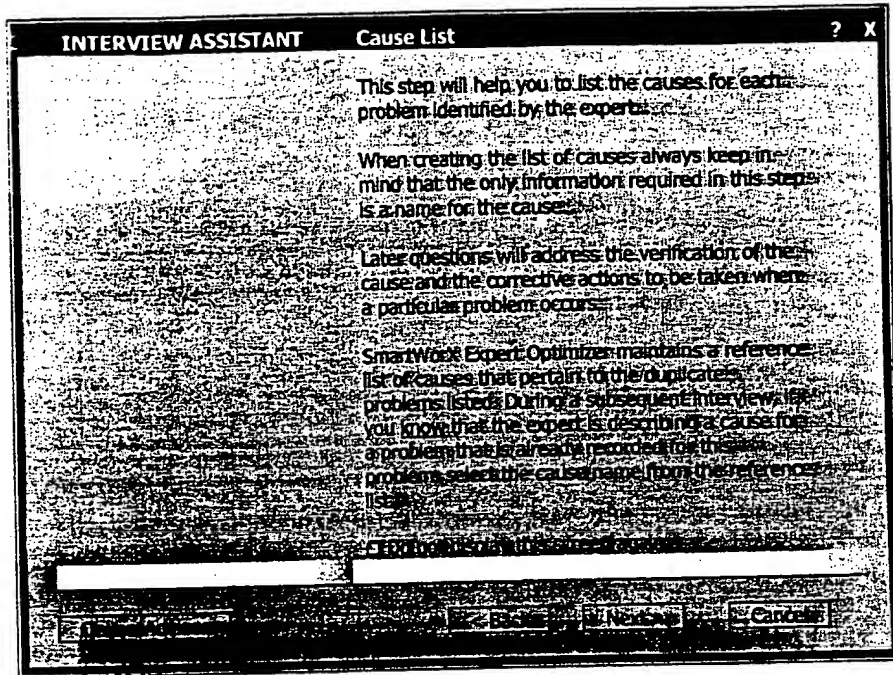 INTERVIEW ASSISTANT Cause List ? X
This step will help you to list the causes for each
problem identified by the expert.
When creating the list of causes always keep in
mind that the only information required in this step
is a name for the cause.
Later questions will address the verification of the
cause and the corrective actions to be taken where
a particular problem occurs.
SmartWorX Expert Optimizer maintains a reference
list of causes that pertain to the duplicate
problems listed. During a subsequent interview, if
you know that the expert is describing a cause for
a problem that is already recorded for this
problem, select the cause name from the reference
list.
Back Next Cancel